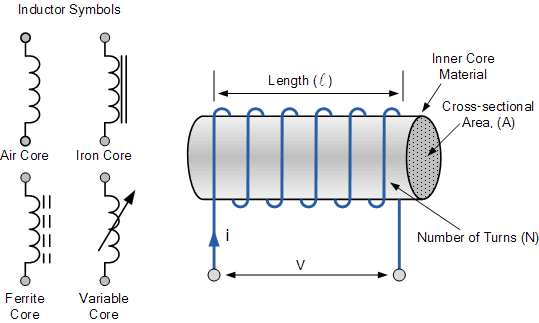 Inductor Symbols
Air Core
Iron Core
Ferrite
Core
Variable
Core
Length (ℓ)
Inner Core
Material
Cross-sectional
Area, (A)
Number of Turns (N)
i
V